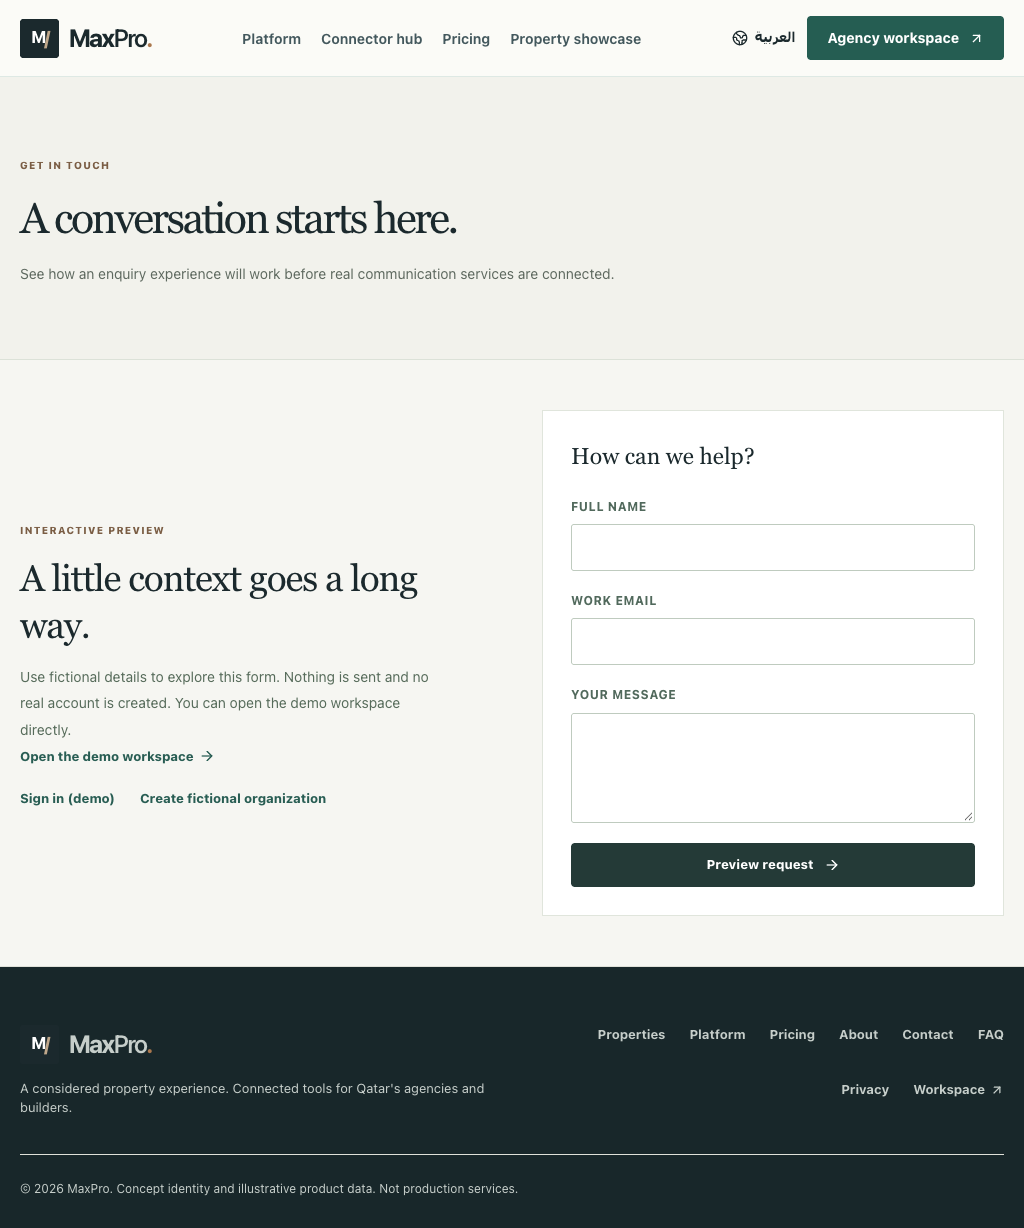 M/ MaxPro.
Platform Connector hub Pricing Property showcase
العربية
Agency workspace
GET IN TOUCH
A conversation starts here.
See how an enquiry experience will work before real communication services are connected.
INTERACTIVE PREVIEW
A little context goes a long
way.
Use fictional details to explore this form. Nothing is sent and no
real account is created. You can open the demo workspace
directly.
Open the demo workspace →
Sign in (demo) Create fictional organization
How can we help?
FULL NAME
WORK EMAIL
YOUR MESSAGE
Preview request →
M/ MaxPro.
A considered property experience. Connected tools for Qatar's agencies and
builders.
Properties Platform Pricing About Contact FAQ
Privacy Workspace
© 2026 MaxPro. Concept identity and illustrative product data. Not production services.